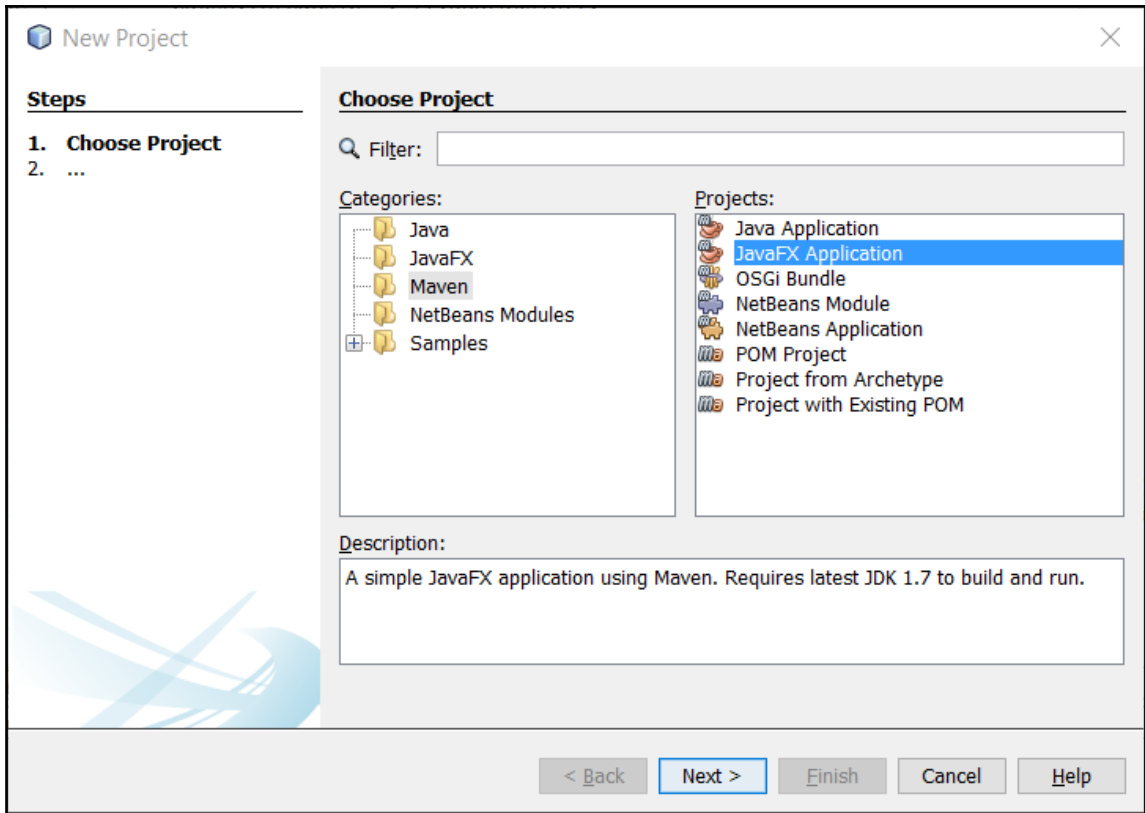 New Project
Steps
1. Choose Project
2. ...
Choose Project
Filter:
Categories:
Java
JavaFX
Maven
NetBeans Modules
Samples
Projects:
Java Application
JavaFX Application
OSGi Bundle
NetBeans Module
NetBeans Application
POM Project
Project from Archetype
Project with Existing POM
Description:
A simple JavaFX application using Maven. Requires latest JDK 1.7 to build and run.
< Back Next > Finish Cancel Help